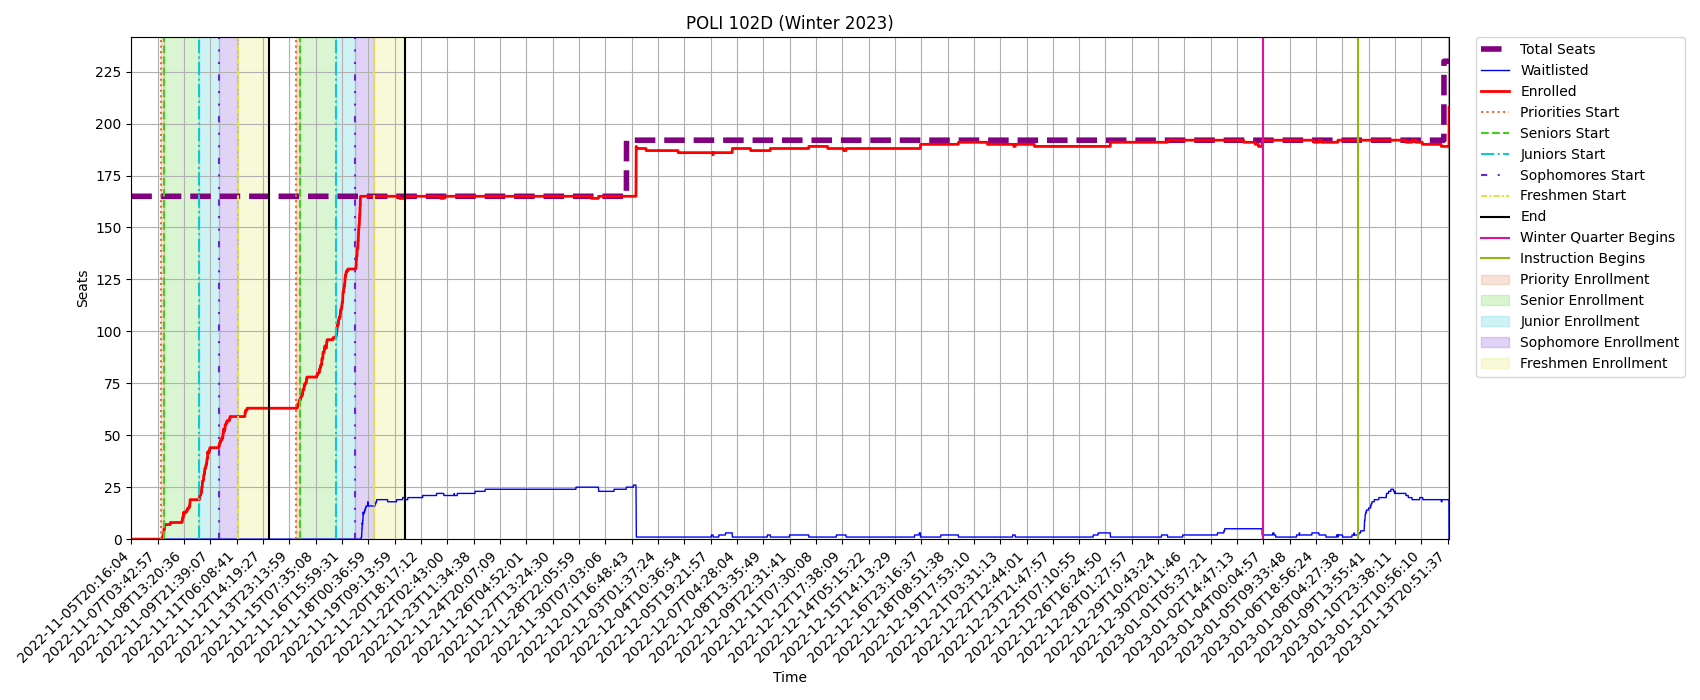 POLI 102D (Winter 2023)
Seats
225
200
175
150
125
100
75
50
25
0
2022-11-05T20:16:04
2022-11-07T03:42:57
2022-11-08T13:20:36
2022-11-09T21:39:07
2022-11-11T06:08:41
2022-11-12T14:19:27
2022-11-13T23:13:59
2022-11-15T07:35:08
2022-11-16T15:59:31
2022-11-18T00:36:59
2022-11-19T09:13:59
2022-11-20T18:17:12
2022-11-22T02:43:00
2022-11-23T11:34:38
2022-11-24T20:07:09
2022-11-26T04:52:01
2022-11-27T13:24:30
2022-11-28T22:05:59
2022-11-30T07:03:06
2022-12-01T16:48:43
2022-12-03T01:37:24
2022-12-04T10:36:54
2022-12-05T19:21:57
2022-12-07T04:28:04
2022-12-08T13:35:49
2022-12-09T22:31:41
2022-12-11T07:30:08
2022-12-12T17:38:09
2022-12-14T05:15:22
2022-12-15T14:13:29
2022-12-16T23:16:37
2022-12-18T08:51:38
2022-12-19T17:53:10
2022-12-21T03:31:13
2022-12-22T12:44:01
2022-12-23T21:47:57
2022-12-25T07:10:55
2022-12-26T16:24:50
2022-12-28T01:27:57
2022-12-29T10:43:24
2022-12-30T20:11:46
2023-01-01T05:37:21
2023-01-02T14:47:13
2023-01-04T00:04:57
2023-01-05T09:33:48
2023-01-06T18:56:24
2023-01-08T04:27:38
2023-01-09T13:55:41
2023-01-10T23:38:11
2023-01-12T10:56:10
2023-01-13T20:51:37
Time
Total Seats
Waitlisted
Enrolled
Priorities Start
Seniors Start
Juniors Start
Sophomores Start
Freshmen Start
End
Winter Quarter Begins
Instruction Begins
Priority Enrollment
Senior Enrollment
Junior Enrollment
Sophomore Enrollment
Freshmen Enrollment